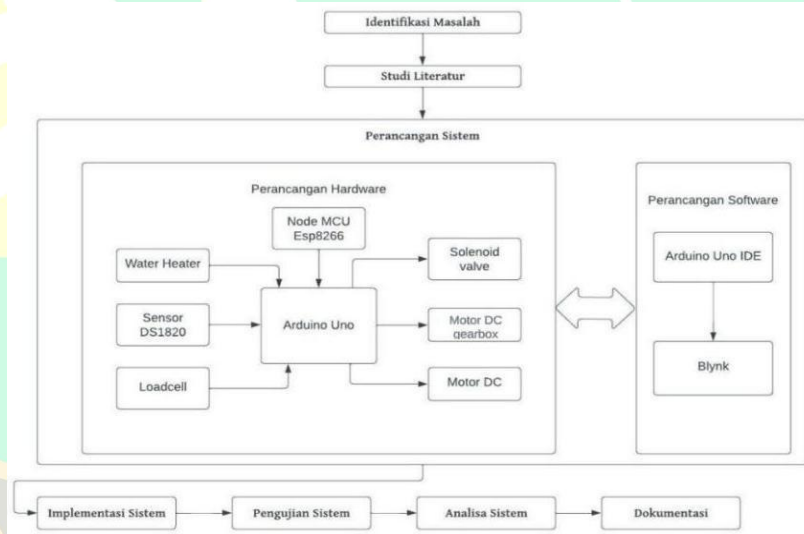 Identifikasi Masalah
Studi Literatur
Perancangan Sistem
Perancangan Hardware
Node MCU
Esp8266
Water Heater
Sensor
DS1820
Loadcell
Arduino Uno
Solenoid
valve
Motor DC
gearbox
Motor DC
Perancangan Software
Arduino Uno IDE
Blynk
Implementasi Sistem
Pengujian Sistem
Analisa Sistem
Dokumentasi